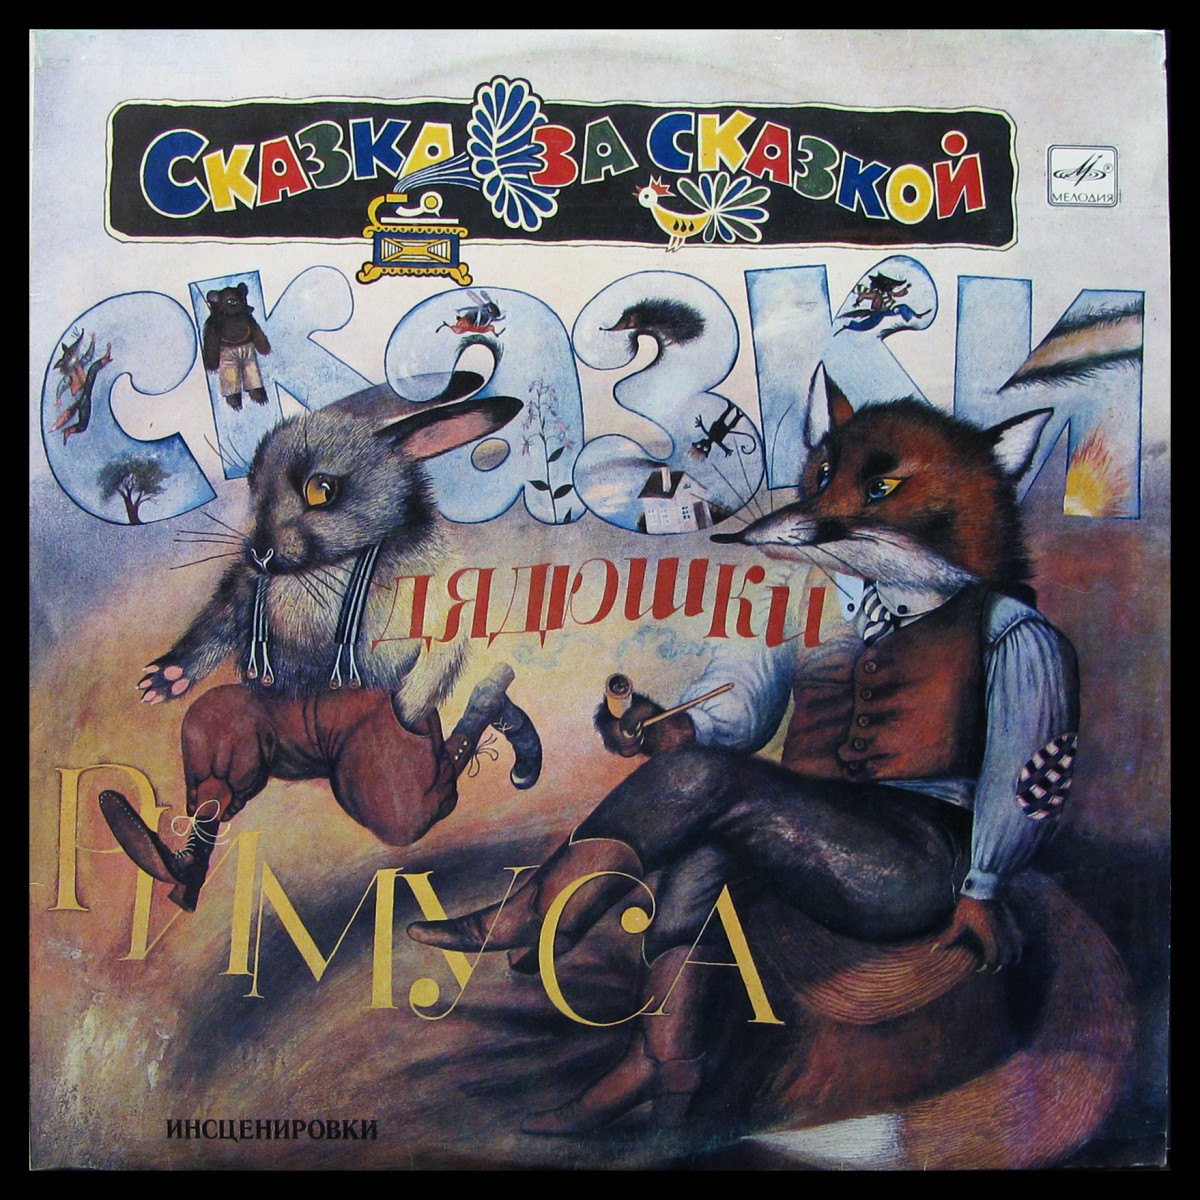 СКАЗКА ЗА СКАЗКОЙ
МЕЛОДИЯ
СКАЗКИ
ДЯДЮШКИ
РИМУСА
ИНСЦЕНИРОВКИ